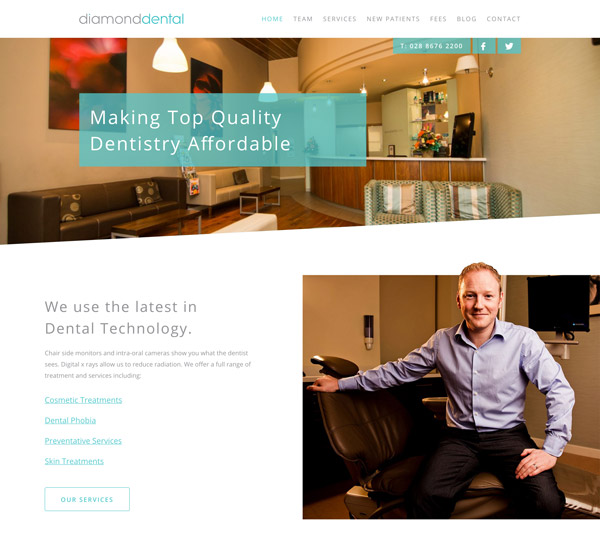 diamonddental
HOME TEAM SERVICES NEW PATIENTS FEES BLOG CONTACT
T: 028 8676 2200
Making Top Quality
Dentistry Affordable
We use the latest in
Dental Technology.
Chair side monitors and intra-oral cameras show you what the dentist
sees. Digital x rays allow us to reduce radiation. We offer a full range of
treatment and services including:
Cosmetic Treatments
Dental Phobia
Preventative Services
Skin Treatments
OUR SERVICES